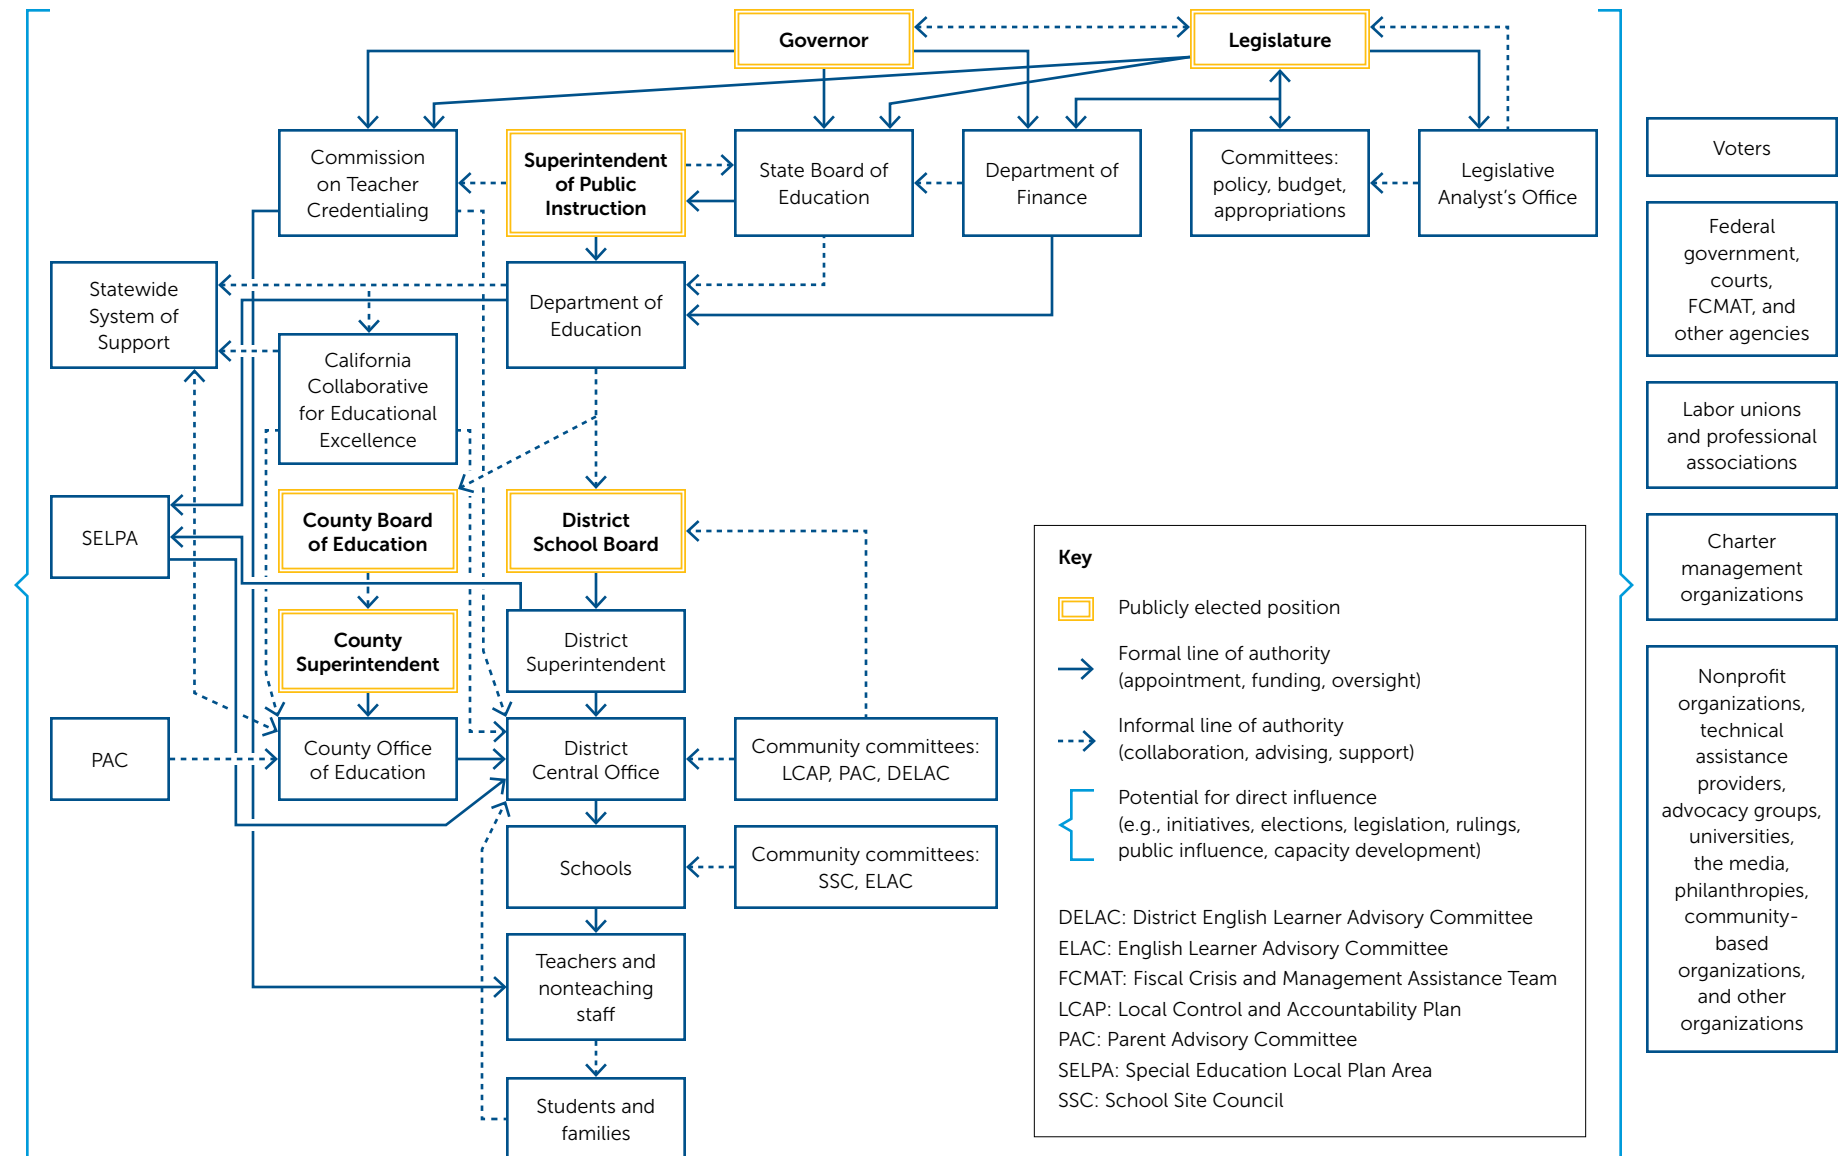 Governor
Legislature
Commission
on Teacher
Credentialing
Superintendent
of Public
Instruction
State Board of
Education
Department of
Finance
Committees:
policy, budget,
appropriations
Legislative
Analyst’s Office
Voters
Federal
government,
courts,
FCMAT, and
other agencies
Statewide
System of
Support
Department of
Education
California
Collaborative
for Educational
Excellence
Labor unions
and professional
associations
SELPA
County Board
of Education
District
School Board
Charter
management
organizations
County
Superintendent
District
Superintendent
PAC
County Office
of Education
District
Central Office
Community committees:
LCAP, PAC, DELAC
Schools
Community committees:
SSC, ELAC
Teachers and
nonteaching
staff
Students and
families
Key
Publicly elected position
Formal line of authority
(appointment, funding, oversight)
Informal line of authority
(collaboration, advising, support)
Potential for direct influence
(e.g., initiatives, elections, legislation, rulings,
public influence, capacity development)
DELAC: District English Learner Advisory Committee
ELAC: English Learner Advisory Committee
FCMAT: Fiscal Crisis and Management Assistance Team
LCAP: Local Control and Accountability Plan
PAC: Parent Advisory Committee
SELPA: Special Education Local Plan Area
SSC: School Site Council
Nonprofit
organizations,
technical
assistance
providers,
advocacy groups,
universities,
the media,
philanthropies,
community-
based
organizations,
and other
organizations